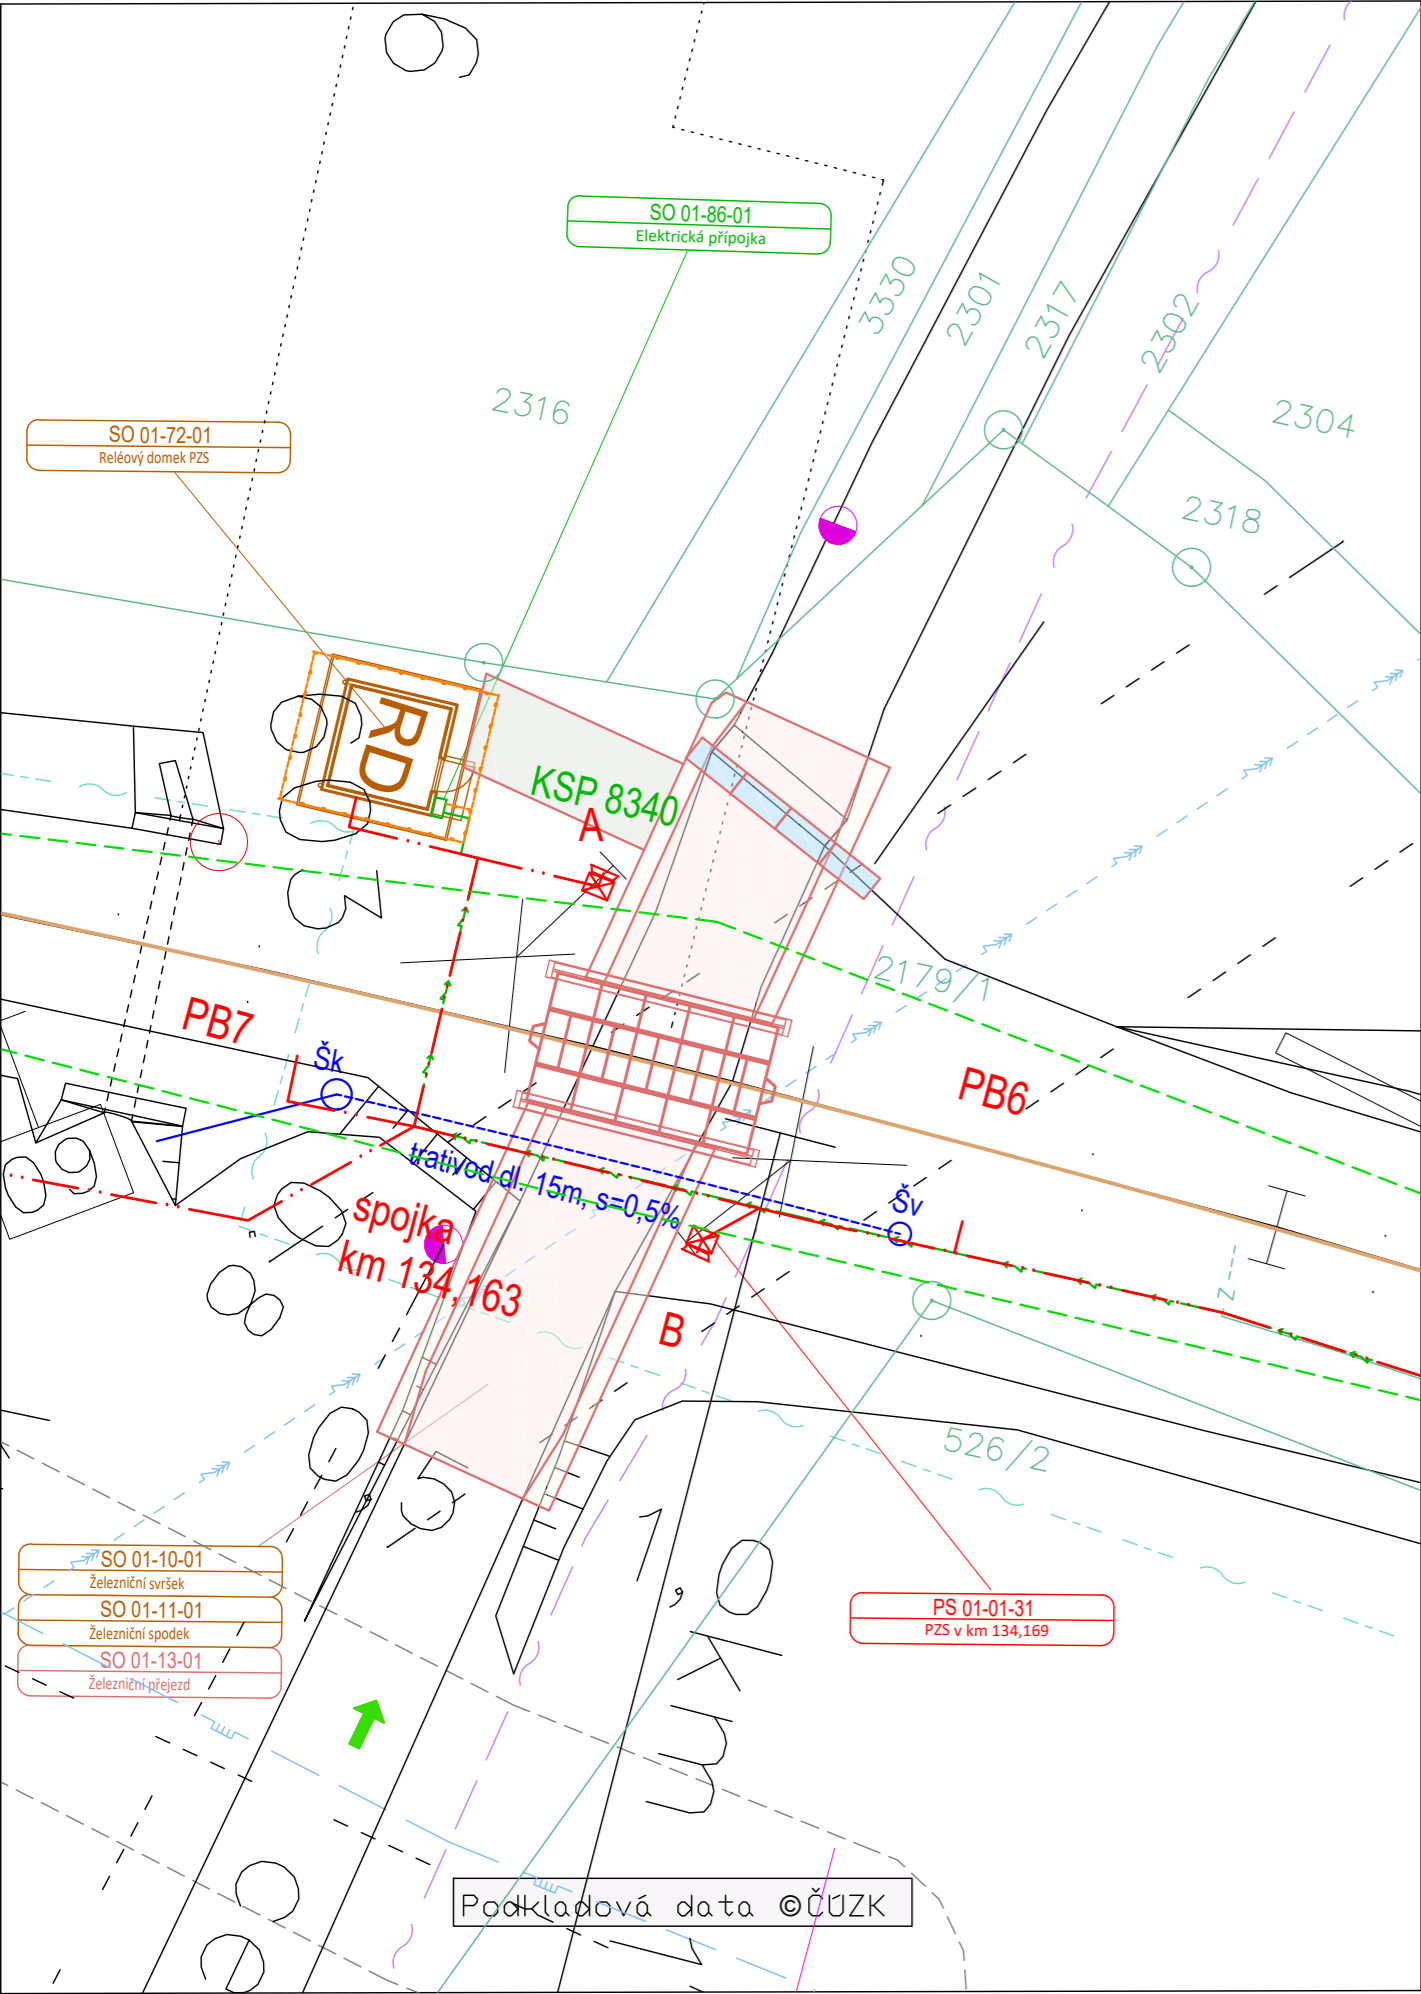 SO 01-86-01
Elektrická přípojka
3330
2301
2317
2302
2316
2304
SO 01-72-01
Reléový domek PZS
2318
RD
KSP 8340
A
2179/1
PB7
PB6
Šk
trativod dl. 15m, s=0,5%
Šv
spojka
km 134,163
B
526/2
SO 01-10-01
Železniční svršek
SO 01-11-01
Železniční spodek
SO 01-13-01
Železniční přejezd
PS 01-01-31
PZS v km 134,169
Podkladová data ©ČÚZK